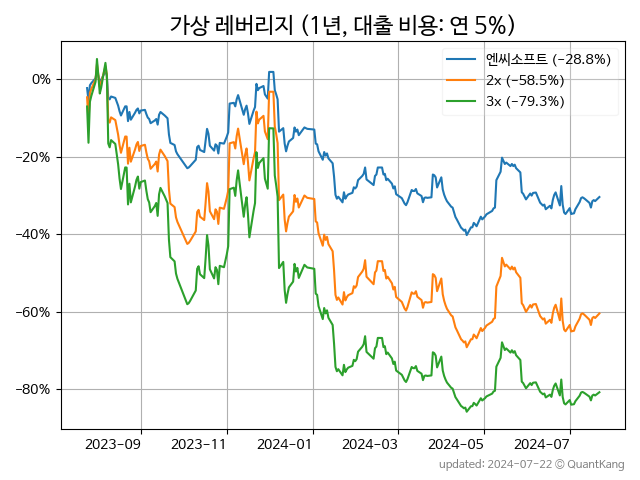 가상 레버리지 (1년, 대출 비용: 연 5%)
엔씨소프트 (−28.8%)
2x (−58.5%)
3x (−79.3%)
0%
−20%
−40%
−60%
−80%
2023−09 2023−11 2024−01 2024−03 2024−05 2024−07
updated: 2024-07-22 © QuantKang